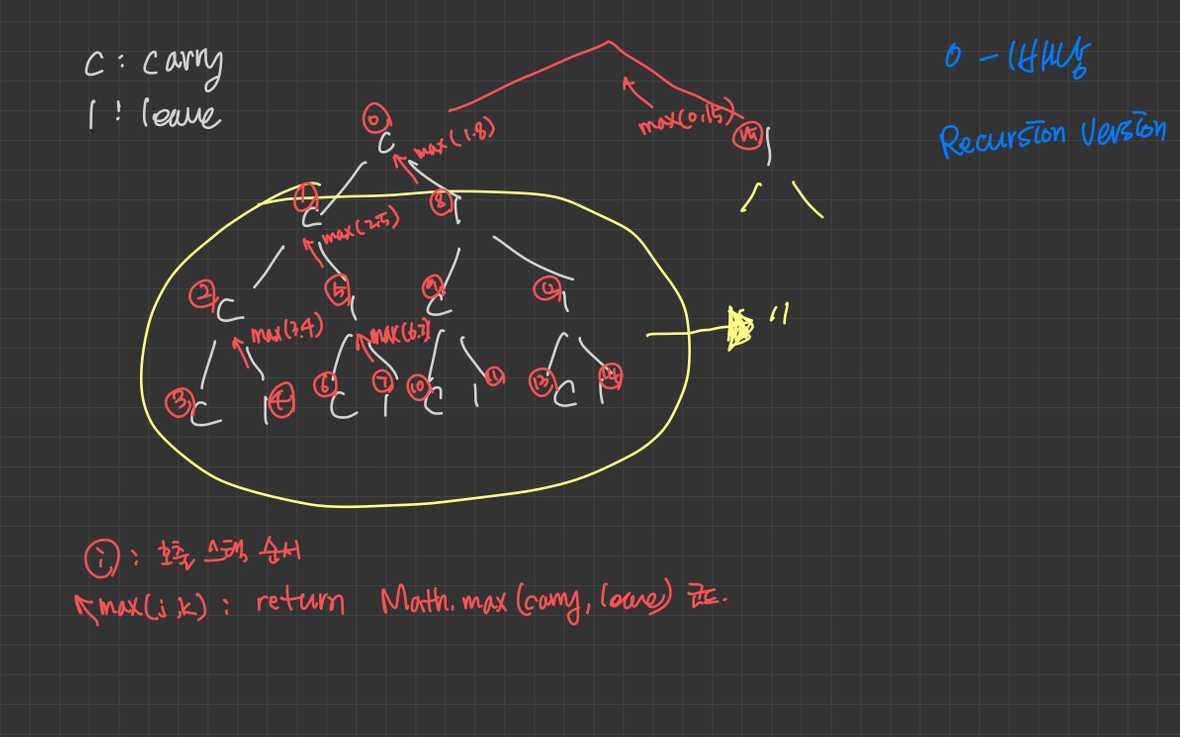 C : carry
l : leave
0 - 1 배낭
Recursion version
⓪
C
max(1.8)
max(0.15)
⑮
l
①
C
⑧
l
max(2.5)
②
C
⑤
l
⑨
C
l
max(3.4)
max(6.7)
③
C
l
④
⑥
C
⑦
l
⑩
C
⑪
l
⑬
C
⑭
l
〃
ⓘ : 호출 스택 순서
↖max(j,k) : return Math.max(carry, leave) 표.